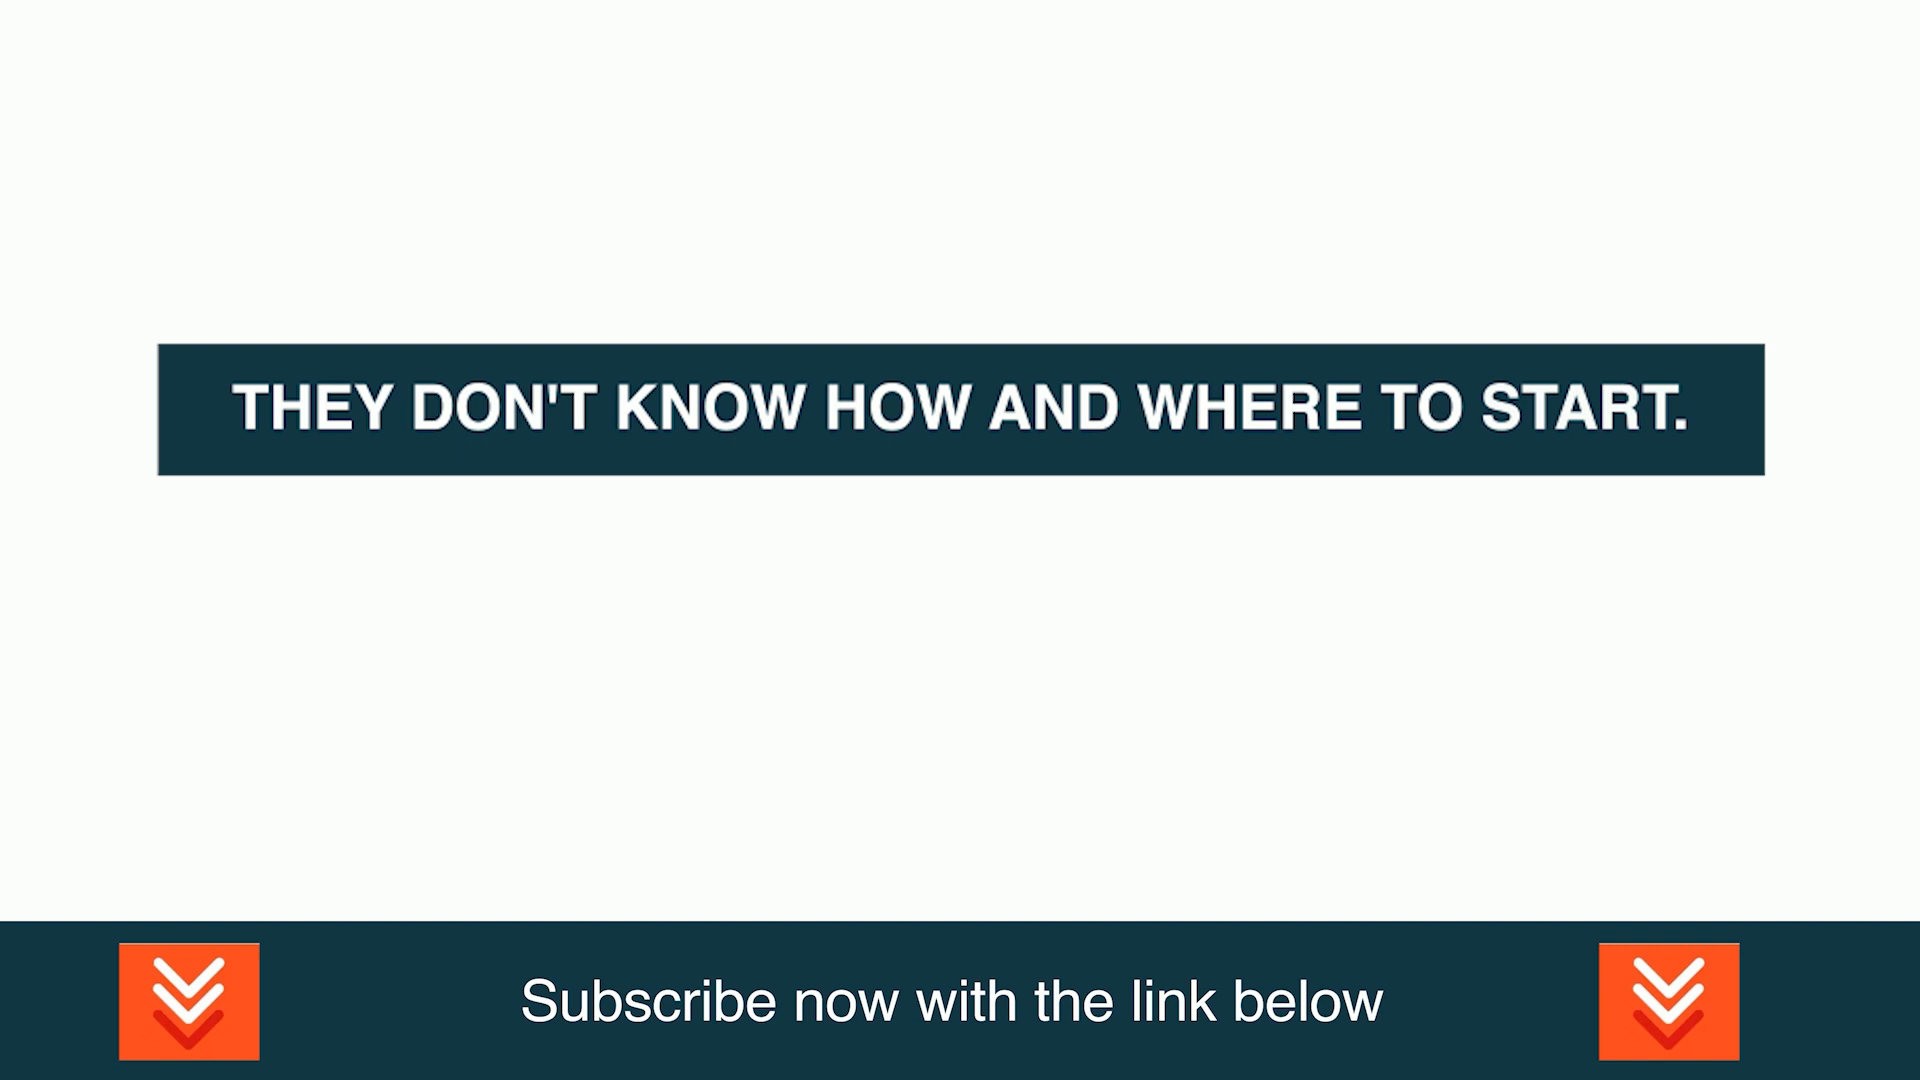 THEY DON'T KNOW HOW AND WHERE TO START.
Subscribe now with the link below